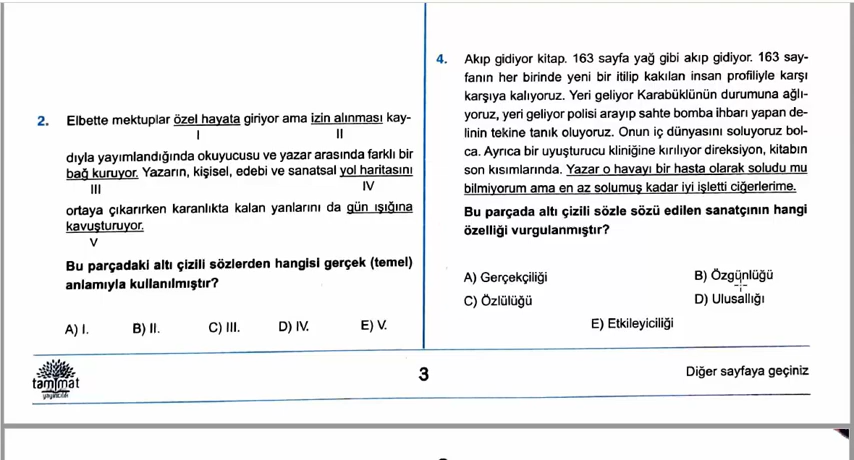 2. Elbette mektuplar özel hayata giriyor ama izin alınması kay-
I II
dıyla yayımlandığında okuyucusu ve yazar arasında farklı bir
bağ kuruyor. Yazarın, kişisel, edebi ve sanatsal yol haritasını
III IV
ortaya çıkarırken karanlıkta kalan yanlarını da gün ışığına
kavuşturuyor.
V
Bu parçadaki altı çizili sözlerden hangisi gerçek (temel)
anlamıyla kullanılmıştır?
A) I. B) II. C) III. D) IV. E) V.
4. Akıp gidiyor kitap. 163 sayfa yağ gibi akıp gidiyor. 163 say-
fanın her birinde yeni bir itilip kakılan insan profiliyle karşı
karşıya kalıyoruz. Yeri geliyor Karabüklünün durumuna ağlı-
yoruz, yeri geliyor polisi arayıp sahte bomba ihbarı yapan de-
linin tekine tanık oluyoruz. Onun iç dünyasını soluyoruz bol-
ca. Ayrıca bir uyuşturucu kliniğine kırılıyor direksiyon, kitabın
son kısımlarında. Yazar o havayı bir hasta olarak soludu mu
bilmiyorum ama en az solumuş kadar iyi işletti ciğerlerime.
Bu parçada altı çizili sözle sözü edilen sanatçının hangi
özelliği vurgulanmıştır?
A) Gerçekçiliği B) Özgünlüğü
C) Özlülüğü D) Ulusallığı
E) Etkileyiciliği
tammat
yayıncılık
3
Diğer sayfaya geçiniz